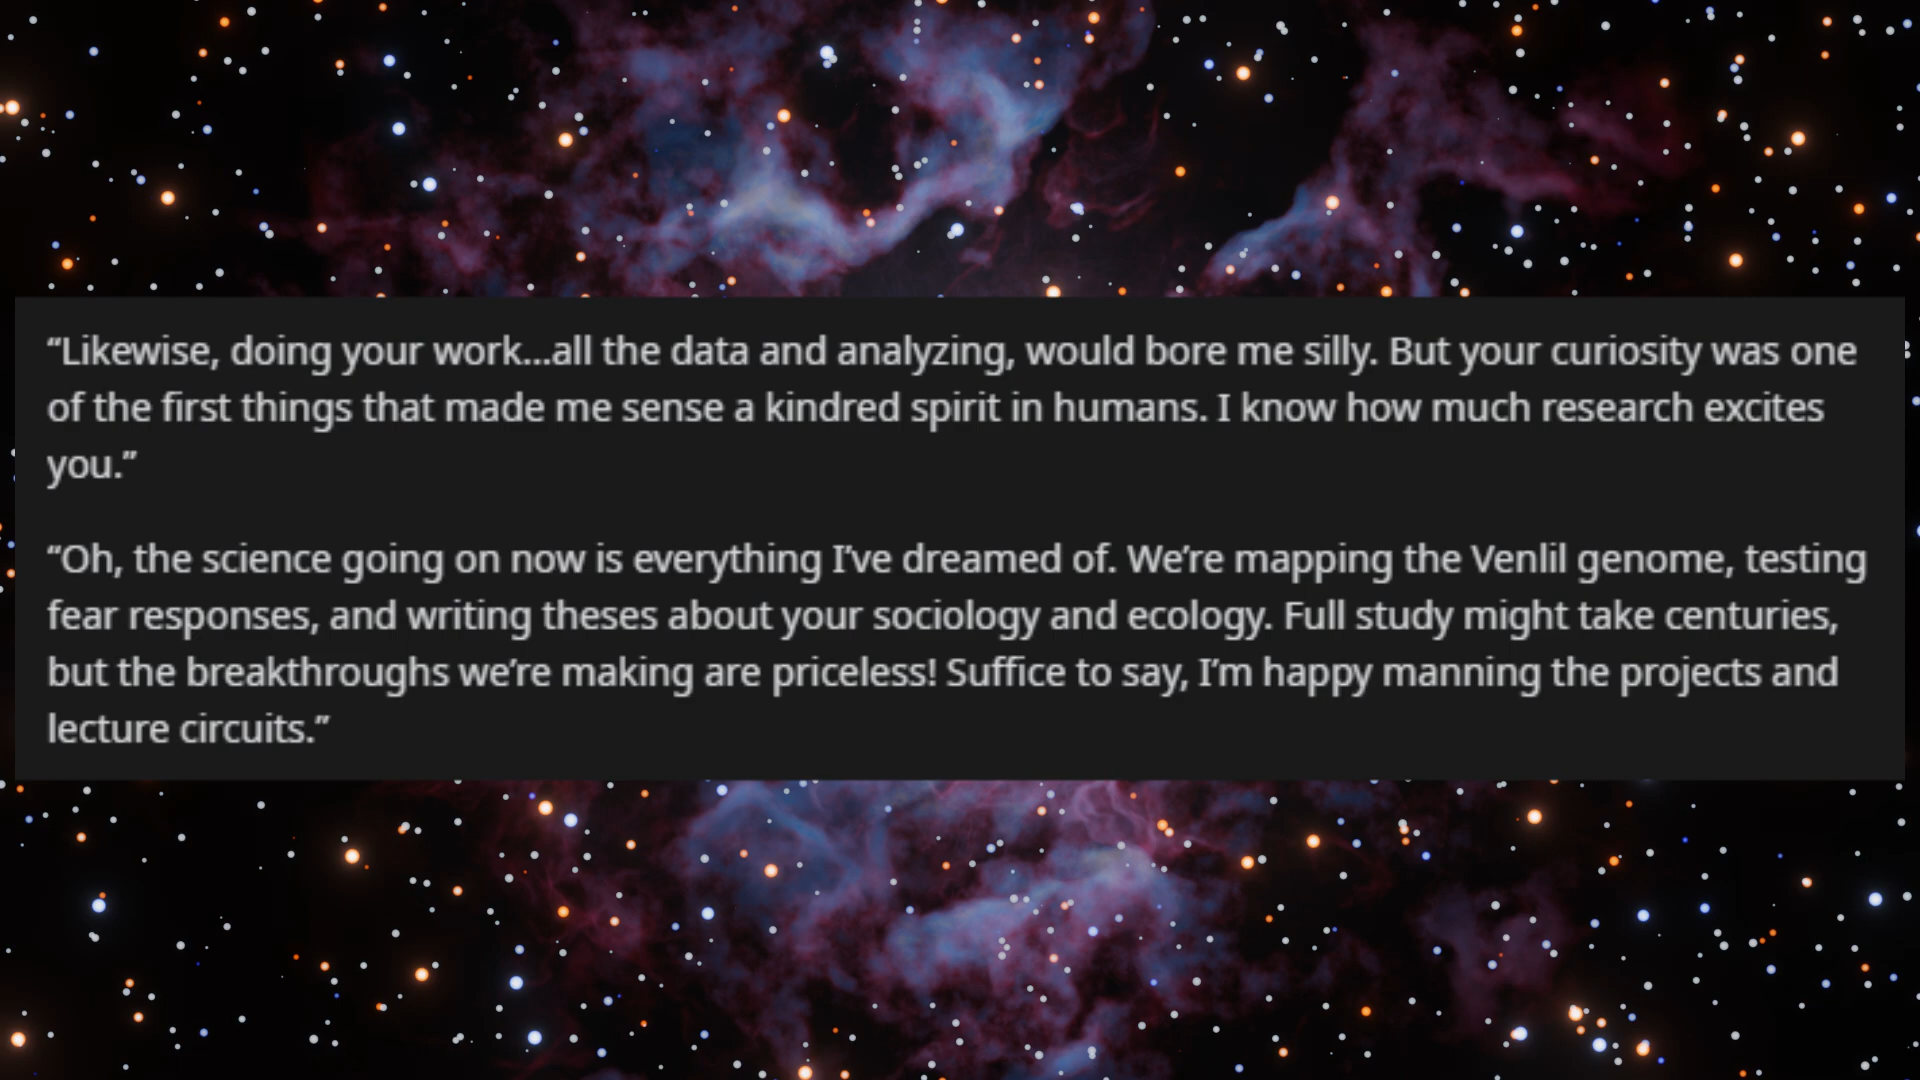 “Likewise, doing your work...all the data and analyzing, would bore me silly. But your curiosity was one
of the first things that made me sense a kindred spirit in humans. I know how much research excites
you.”
“Oh, the science going on now is everything I’ve dreamed of. We’re mapping the Venlil genome, testing
fear responses, and writing theses about your sociology and ecology. Full study might take centuries,
but the breakthroughs we’re making are priceless! Suffice to say, I’m happy manning the projects and
lecture circuits.”